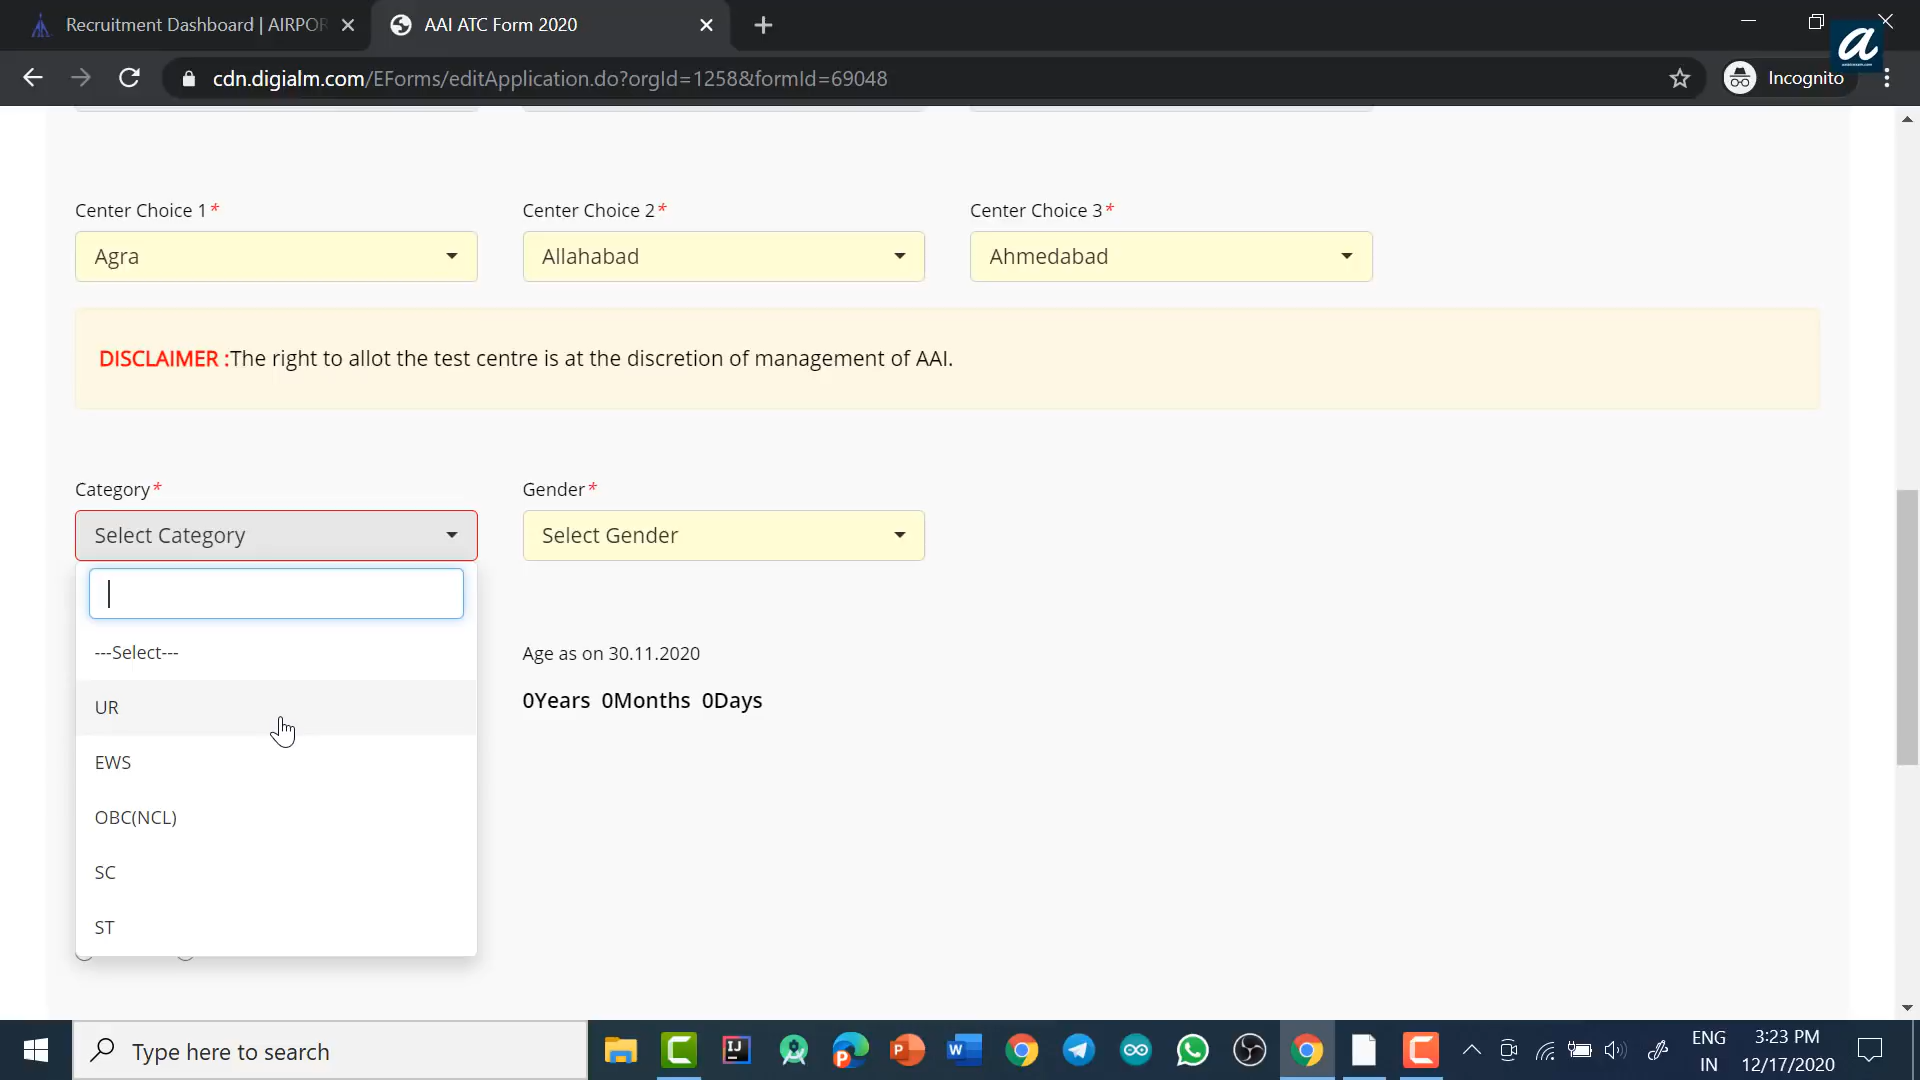 Recruitment Dashboard | AIRPOR
AAI ATC Form 2020
cdn.digialm.com/EForms/editApplication.do?orgId=1258&formId=69048
Incognito
a
Center Choice 1*
Center Choice 2*
Center Choice 3*
Agra
Allahabad
Ahmedabad
DISCLAIMER :The right to allot the test centre is at the discretion of management of AAI.
Category*
Gender*
Select Category
Select Gender
---Select---
UR
EWS
OBC(NCL)
SC
ST
Age as on 30.11.2020
0Years 0Months 0Days
Type here to search
ENG
IN
3:23 PM
12/17/2020